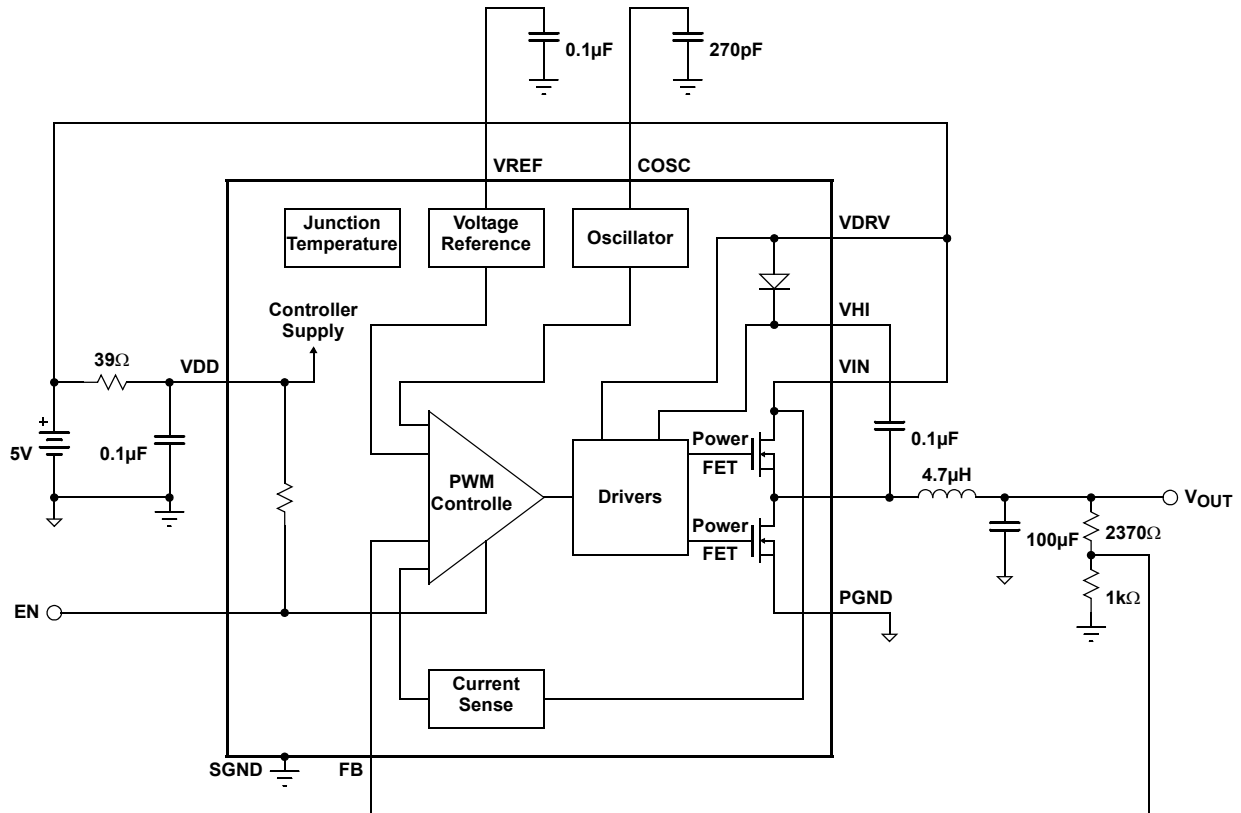 0.1µF
270pF
VREF
COSC
Junction
Temperature
Voltage
Reference
Oscillator
VDRV
Controller
Supply
VHI
39Ω
VDD
VIN
+
5V
0.1µF
PWM
Controlle
Drivers
Power
FET
Power
FET
0.1µF
4.7µH
VOUT
100µF
2370Ω
1kΩ
EN
PGND
Current
Sense
SGND
FB